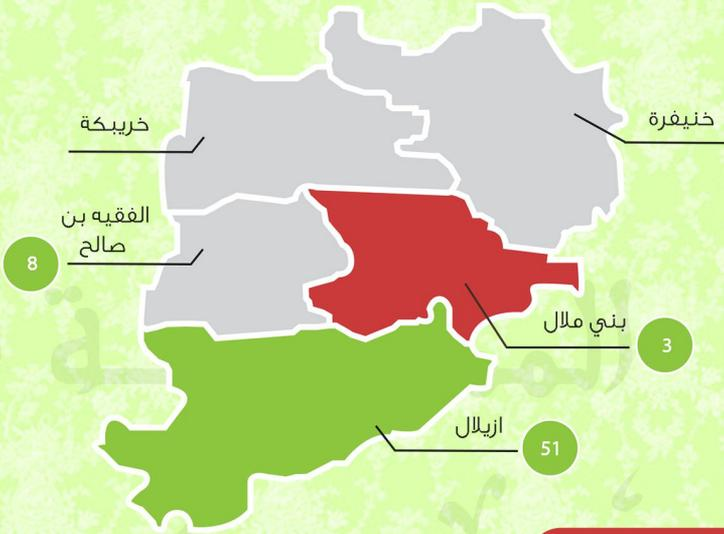 خنيفرة
خريبكة
الفقيه بن
صالح
8
بني ملال
3
ازيلال
51